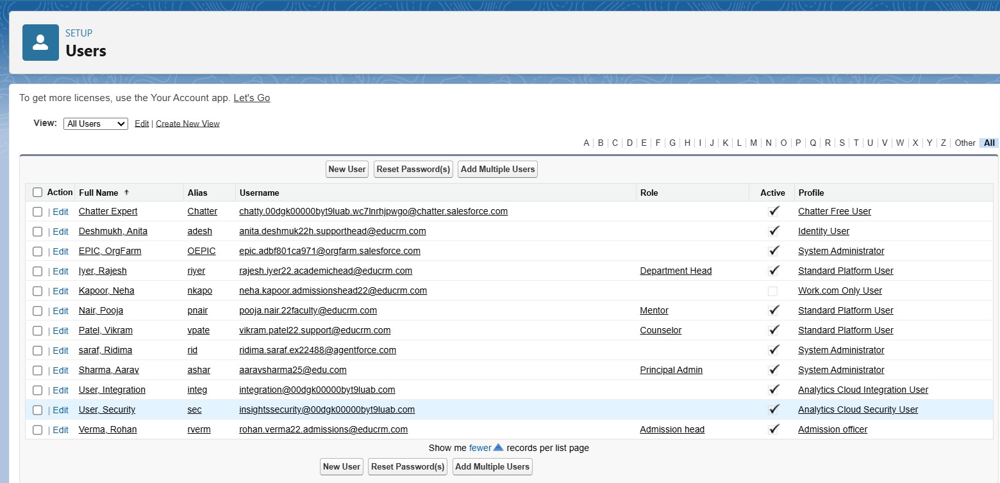 SETUP
Users
To get more licenses, use the Your Account app. Let's Go
View: All Users Edit | Create New View
A | B | C | D | E | F | G | H | I | J | K | L | M | N | O | P | Q | R | S | T | U | V | W | X | Y | Z | Other | All
New User Reset Password(s) Add Multiple Users
Action Full Name ↑ Alias Username Role Active Profile
| Edit Chatter Expert Chatter chatty.00dgk00000byt9luab.wc7lnrhjpwgo@chatter.salesforce.com Chatter Free User
| Edit Deshmukh, Anita adesh anita.deshmuk22h.supporthead@educrm.com Identity User
| Edit EPIC, OrgFarm OEPIC epic.adbf801ca971@orgfarm.salesforce.com System Administrator
| Edit Iyer, Rajesh riyer rajesh.iyer22.academichead@educrm.com Department Head Standard Platform User
| Edit Kapoor, Neha nkapo neha.kapoor.admissionshead22@educrm.com Work.com Only User
| Edit Nair, Pooja pnair pooja.nair.22faculty@educrm.com Mentor Standard Platform User
| Edit Patel, Vikram vpate vikram.patel22.support@educrm.com Counselor Standard Platform User
| Edit saraf, Ridima rid ridima.saraf.ex22488@agentforce.com System Administrator
| Edit Sharma, Aarav ashar aaravsharma25@edu.com Principal Admin System Administrator
| Edit User, Integration integ integration@00dgk00000byt9luab.com Analytics Cloud Integration User
| Edit User, Security sec insightssecurity@00dgk00000byt9luab.com Analytics Cloud Security User
| Edit Verma, Rohan rverm rohan.verma22.admissions@educrm.com Admission head Admission officer
Show me fewer records per list page
New User Reset Password(s) Add Multiple Users